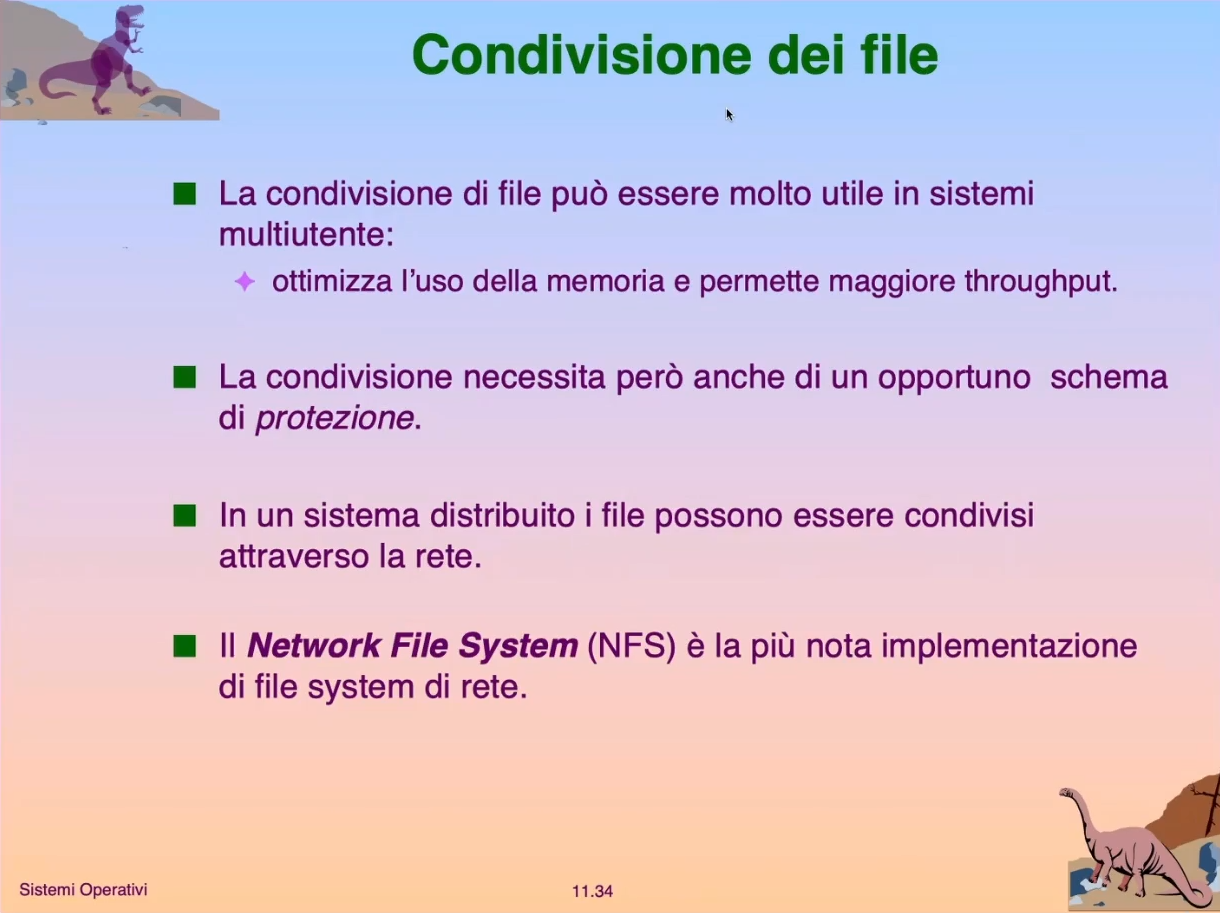 Condivisione dei file
La condivisione di file può essere molto utile in sistemi
multiutente:
ottimizza l’uso della memoria e permette maggiore throughput.
La condivisione necessita però anche di un opportuno schema
di protezione.
In un sistema distribuito i file possono essere condivisi
attraverso la rete.
Il Network File System (NFS) è la più nota implementazione
di file system di rete.
Sistemi Operativi
11.34